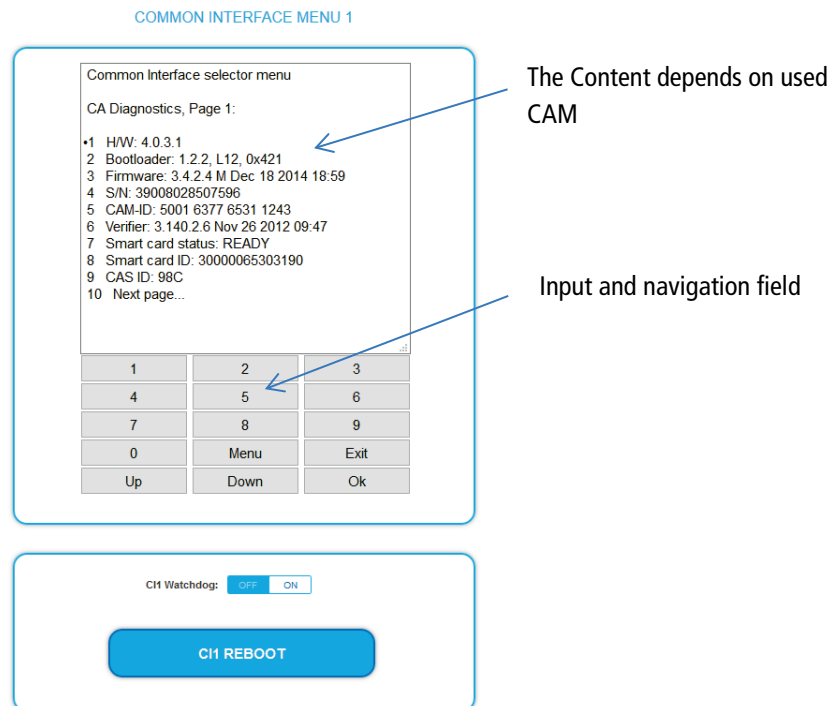 COMMON INTERFACE MENU 1
Common Interface selector menu
CA Diagnostics, Page 1:
•1 H/W: 4.0.3.1
2 Bootloader: 1.2.2, L12, 0x421
3 Firmware: 3.4.2.4 M Dec 18 2014 18:59
4 S/N: 39008028507596
5 CAM-ID: 5001 6377 6531 1243
6 Verifier: 3.140.2.6 Nov 26 2012 09:47
7 Smart card status: READY
8 Smart card ID: 30000065303190
9 CAS ID: 98C
10 Next page...
The Content depends on used
CAM
Input and navigation field
1 2 3
4 5 6
7 8 9
0 Menu Exit
Up Down Ok
CI1 Watchdog: OFF ON
CI1 REBOOT